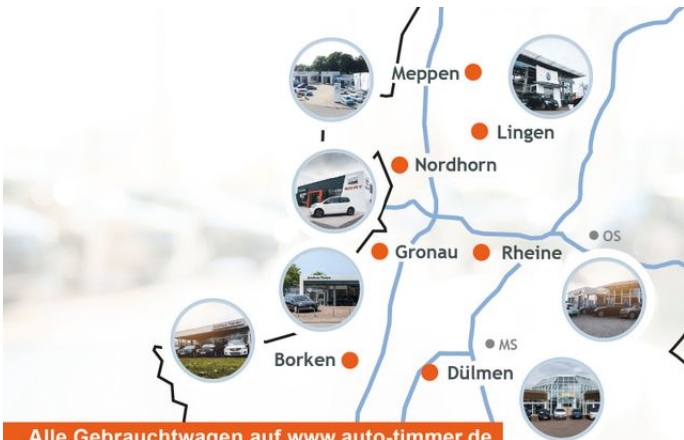 Meppen
Lingen
Nordhorn
OS
Gronau
Rheine
MS
Borken
Dülmen
Alle Gebrauchtwagen auf www.auto-timmer.de